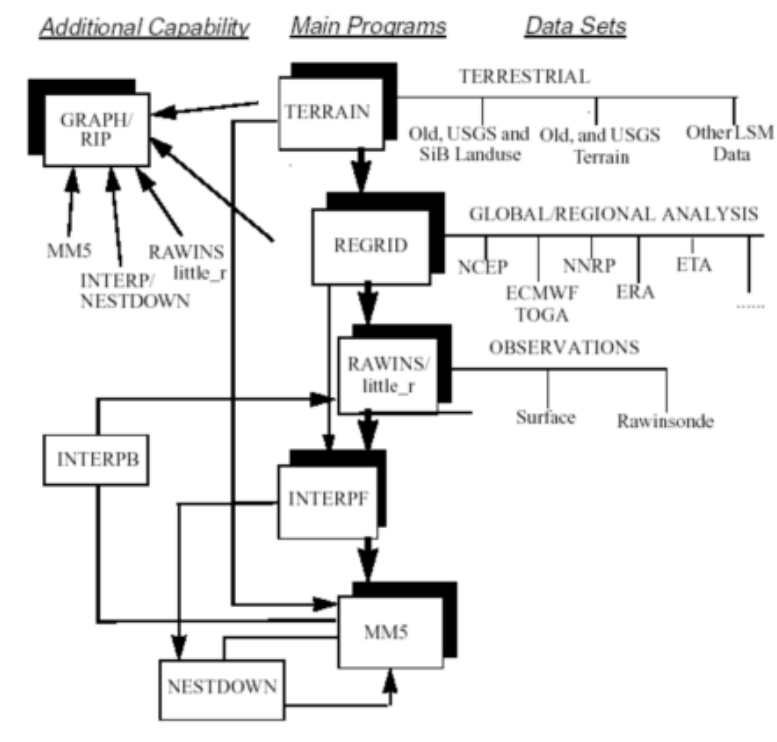 Additional Capability
Main Programs
Data Sets
GRAPH/
RIP
MM5
INTERP/
NESTDOWN
RAWINS
little_r
TERRAIN
TERRESTRIAL
Old, USGS and
SiB Landuse
Old, and USGS
Terrain
Other LSM
Data
REGRID
GLOBAL/REGIONAL ANALYSIS
NCEP
ECMWF
TOGA
NNRP
ERA
ETA
......
RAWINS/
little_r
OBSERVATIONS
Surface
Rawinsonde
INTERPB
INTERPF
MM5
NESTDOWN